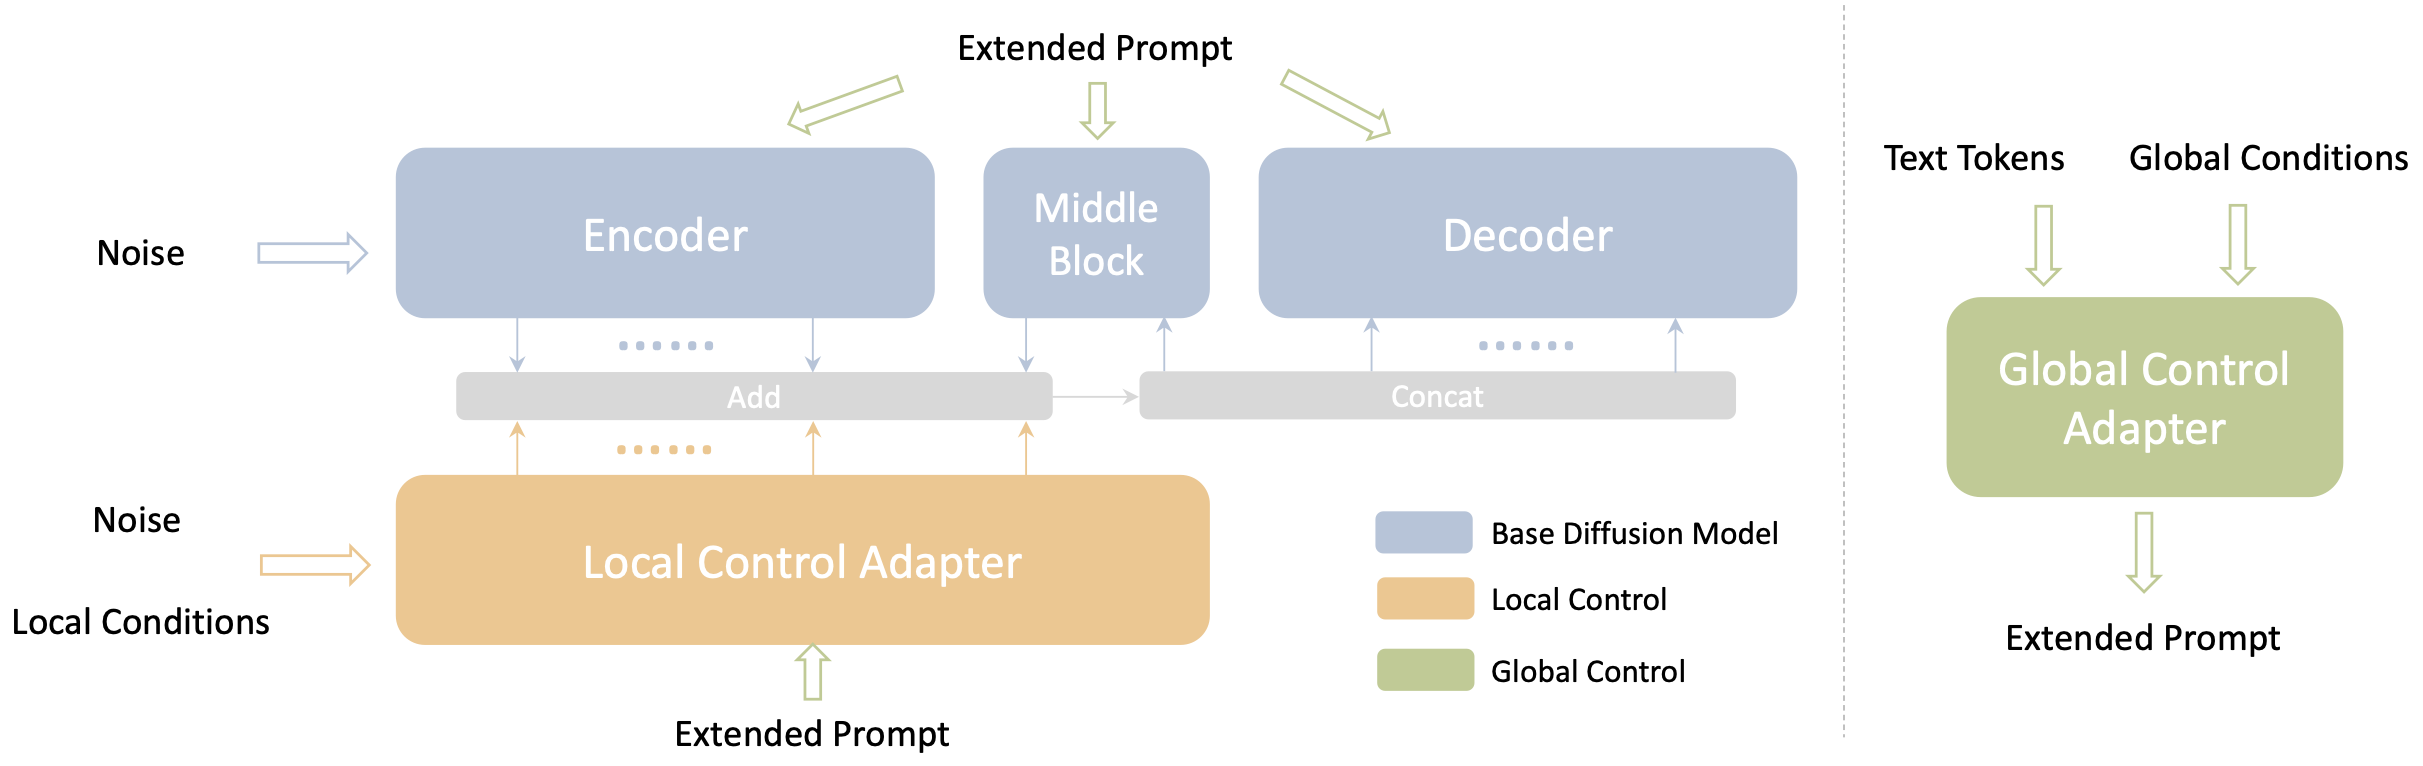 Extended Prompt
Noise
Encoder
Middle
Block
Decoder
Add
Concat
Noise
Local Conditions
Local Control Adapter
Extended Prompt
Base Diffusion Model
Local Control
Global Control
Text Tokens
Global Conditions
Global Control
Adapter
Extended Prompt